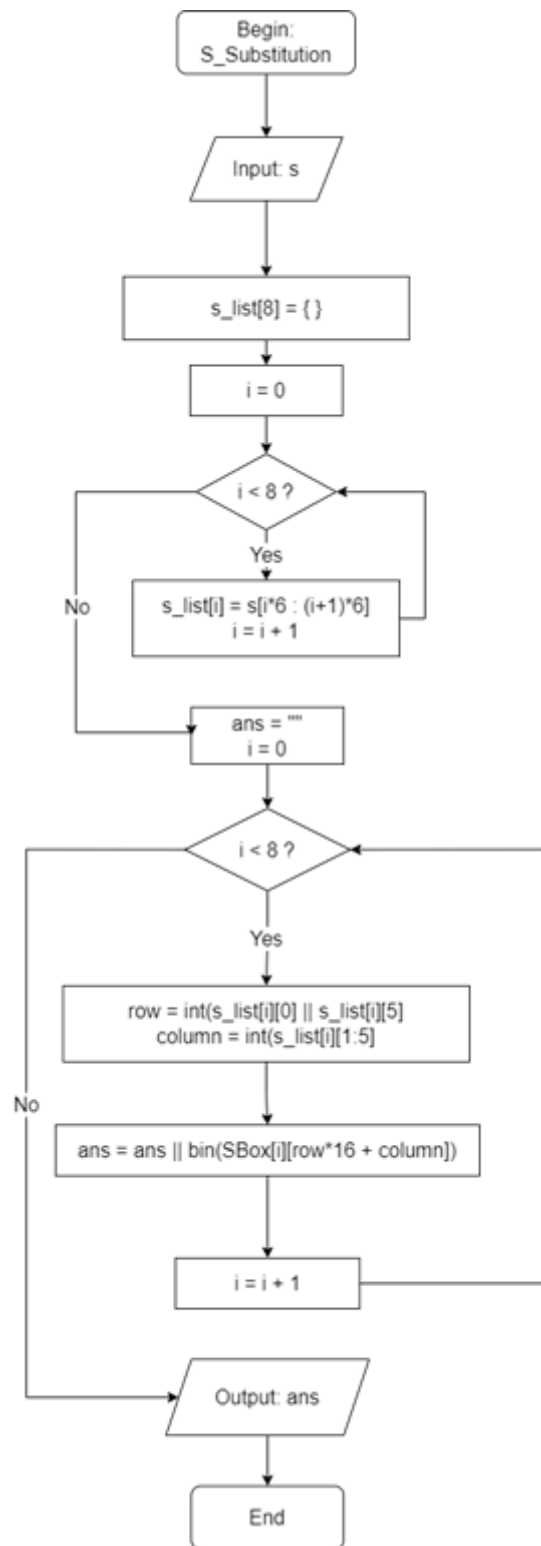 Begin:
S_Substitution
Input: s
s_list[8] = { }
i = 0
i < 8 ?
Yes
s_list[i] = s[i*6 : (i+1)*6]
i = i + 1
No
ans = ""
i = 0
i < 8 ?
Yes
row = int(s_list[i][0] || s_list[i][5]
column = int(s_list[i][1:5]
No
ans = ans || bin(SBox[i][row*16 + column])
i = i + 1
Output: ans
End